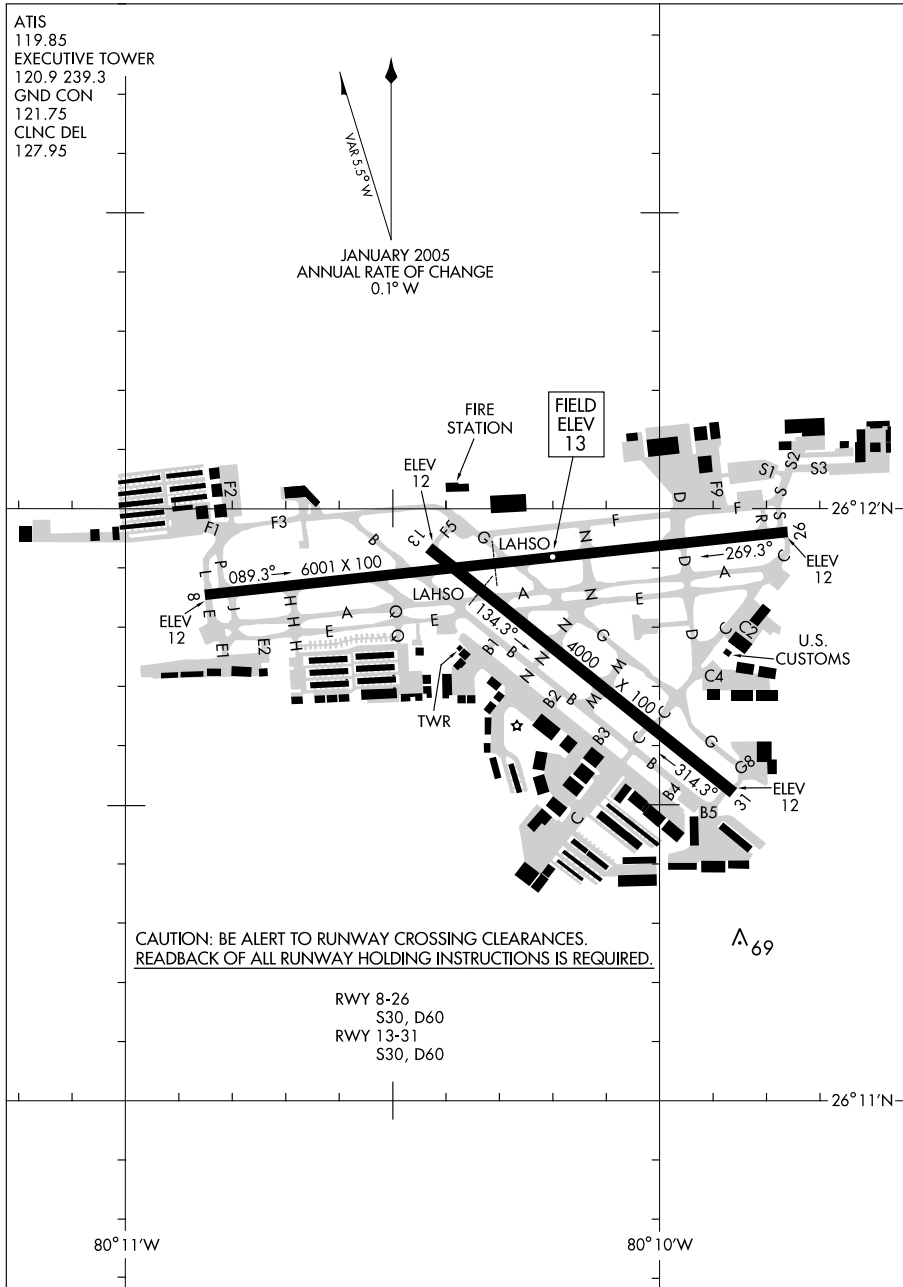 ATIS
119.85
EXECUTIVE TOWER
120.9 239.3
GND CON
121.75
CLNC DEL
127.95
VAR 5.5° W
JANUARY 2005
ANNUAL RATE OF CHANGE
0.1° W
FIRE
STATION
FIELD
ELEV
13
ELEV
12
F2
F1
F3
B
13
F5
G
LAHSO
N
F
D
F9
F
R
S1
S2
S3
S
S
26
26°12'N
089.3°
6001 X 100
269.3°
ELEV
12
P
L
8
J
E
H
H
H
A
Q
Q
E
E
LAHSO
A
N
E
D
A
C
ELEV
12
E1
E2
134.3°
B1
B
N
N
N
Z
G
M
M
D
C
C2
U.S.
CUSTOMS
C4
TWR
B2
B
4000 X 100
C
C
B3
B
G
G8
314.3°
B4
31
ELEV
12
B5
C
CAUTION: BE ALERT TO RUNWAY CROSSING CLEARANCES.
READBACK OF ALL RUNWAY HOLDING INSTRUCTIONS IS REQUIRED.
69
RWY 8-26
S30, D60
RWY 13-31
S30, D60
26°11'N
80°11'W
80°10'W